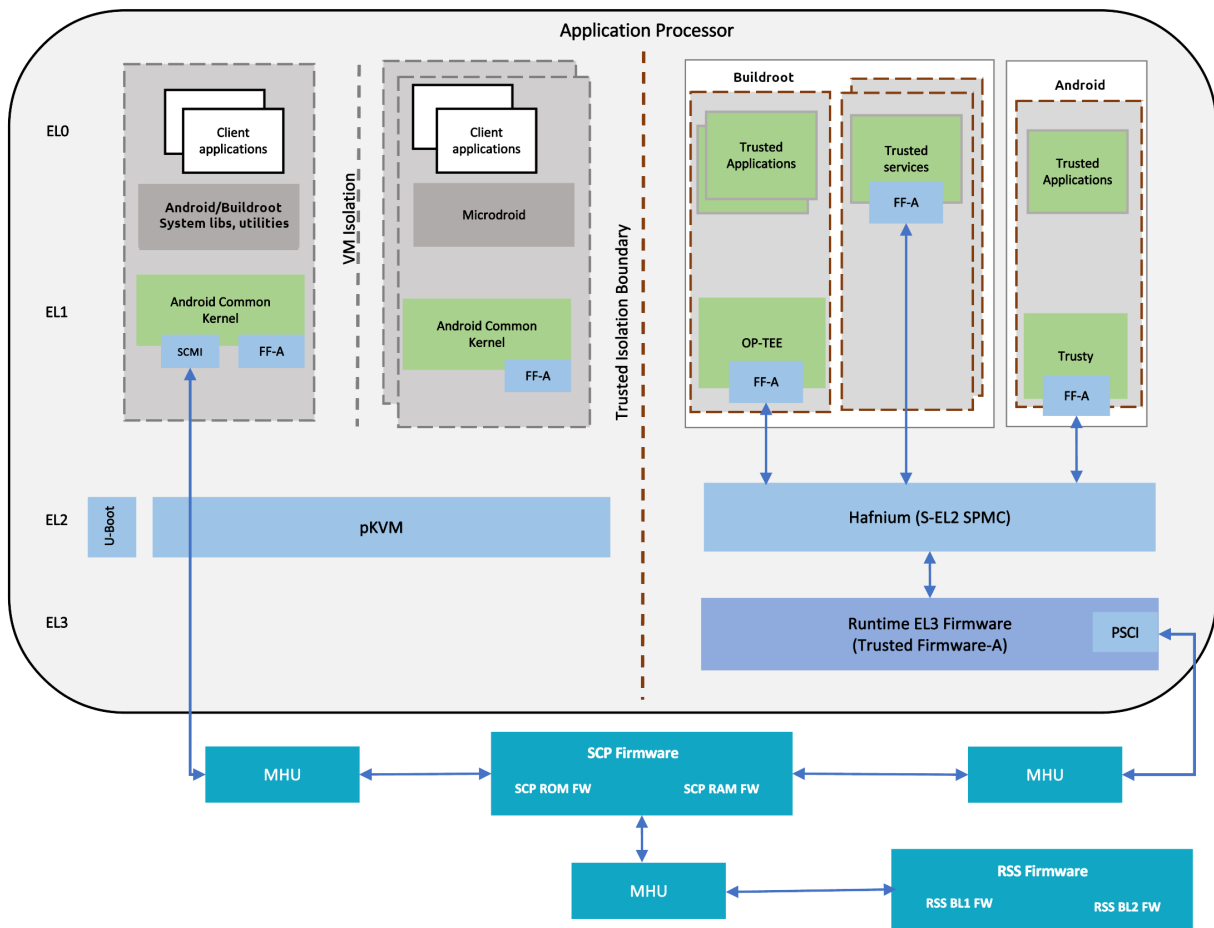 Application Processor
Buildroot
Android
EL0
Client
applications
Client
applications
Trusted
Applications
Trusted
services
FF-A
Trusted
Applications
Android/Buildroot
System libs, utilities
VM Isolation
Microdroid
Trusted Isolation Boundary
EL1
Android Common
Kernel
SCMI
FF-A
Android Common
Kernel
FF-A
OP-TEE
FF-A
Trusty
FF-A
EL2
U-Boot
pKVM
Hafnium (S-EL2 SPMC)
EL3
Runtime EL3 Firmware
(Trusted Firmware-A)
PSCI
MHU
SCP Firmware
SCP ROM FW
SCP RAM FW
MHU
MHU
RSS Firmware
RSS BL1 FW
RSS BL2 FW